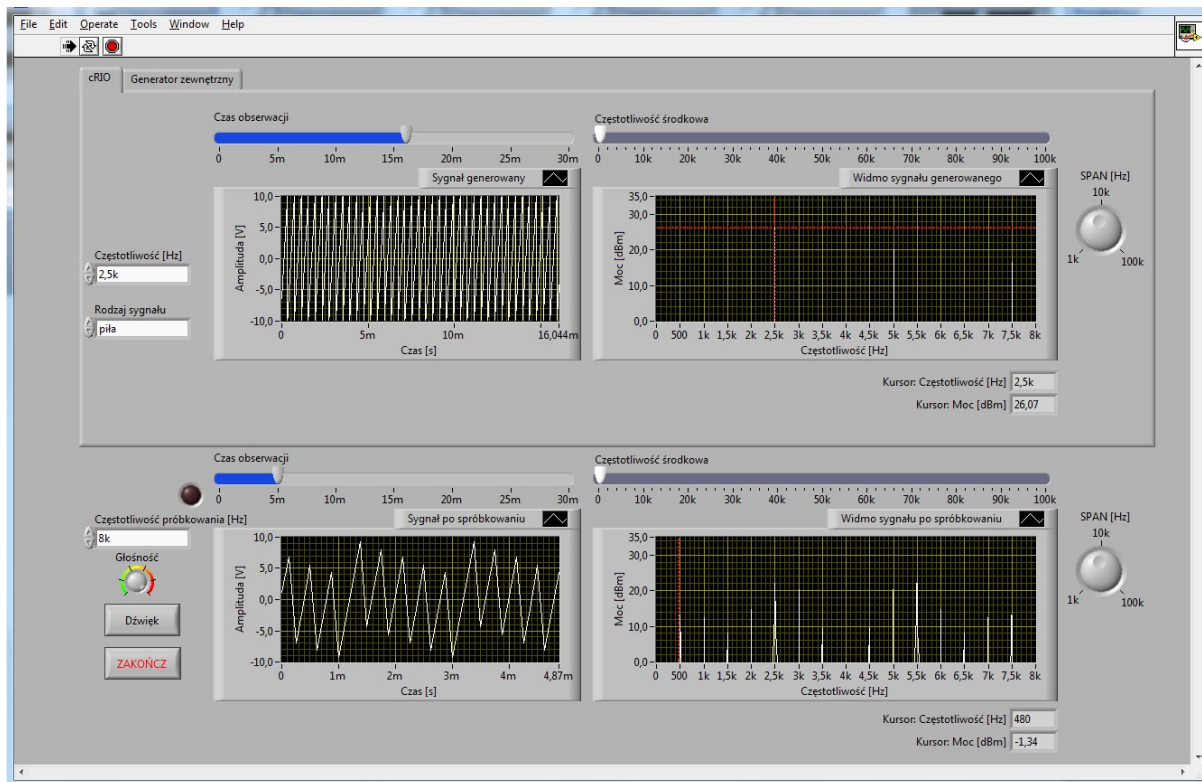 File Edit Operate Tools Window Help
cRIO Generator zewnętrzny
Czas obserwacji
0 5m 10m 15m 20m 25m 30m
Częstotliwość środkowa
0 10k 20k 30k 40k 50k 60k 70k 80k 90k 100k
Częstotliwość [Hz]
2,5k
Rodzaj sygnału
piła
Sygnał generowany
Amplituda [V]
10,0
5,0
0,0
-5,0
-10,0
0 5m 10m 16,044m
Czas [s]
Widmo sygnału generowanego
Moc [dBm]
35,0
30,0
20,0
10,0
0,0
0 500 1k 1,5k 2k 2,5k 3k 3,5k 4k 4,5k 5k 5,5k 6k 6,5k 7k 7,5k 8k
Częstotliwość [Hz]
SPAN [Hz]
10k
1k 100k
Kursor: Częstotliwość [Hz] 2,5k
Kursor: Moc [dBm] 26,07
Czas obserwacji
0 5m 10m 15m 20m 25m 30m
Częstotliwość środkowa
0 10k 20k 30k 40k 50k 60k 70k 80k 90k 100k
Częstotliwość próbkowania [Hz]
8k
Głośność
Dźwięk
ZAKOŃCZ
Sygnał po spróbkowaniu
Amplituda [V]
10,0
5,0
0,0
-5,0
-10,0
0 1m 2m 3m 4m 4,87m
Czas [s]
Widmo sygnału po spróbkowaniu
Moc [dBm]
35,0
30,0
20,0
10,0
0,0
0 500 1k 1,5k 2k 2,5k 3k 3,5k 4k 4,5k 5k 5,5k 6k 6,5k 7k 7,5k 8k
Częstotliwość [Hz]
SPAN [Hz]
10k
1k 100k
Kursor: Częstotliwość [Hz] 480
Kursor: Moc [dBm] -1,34